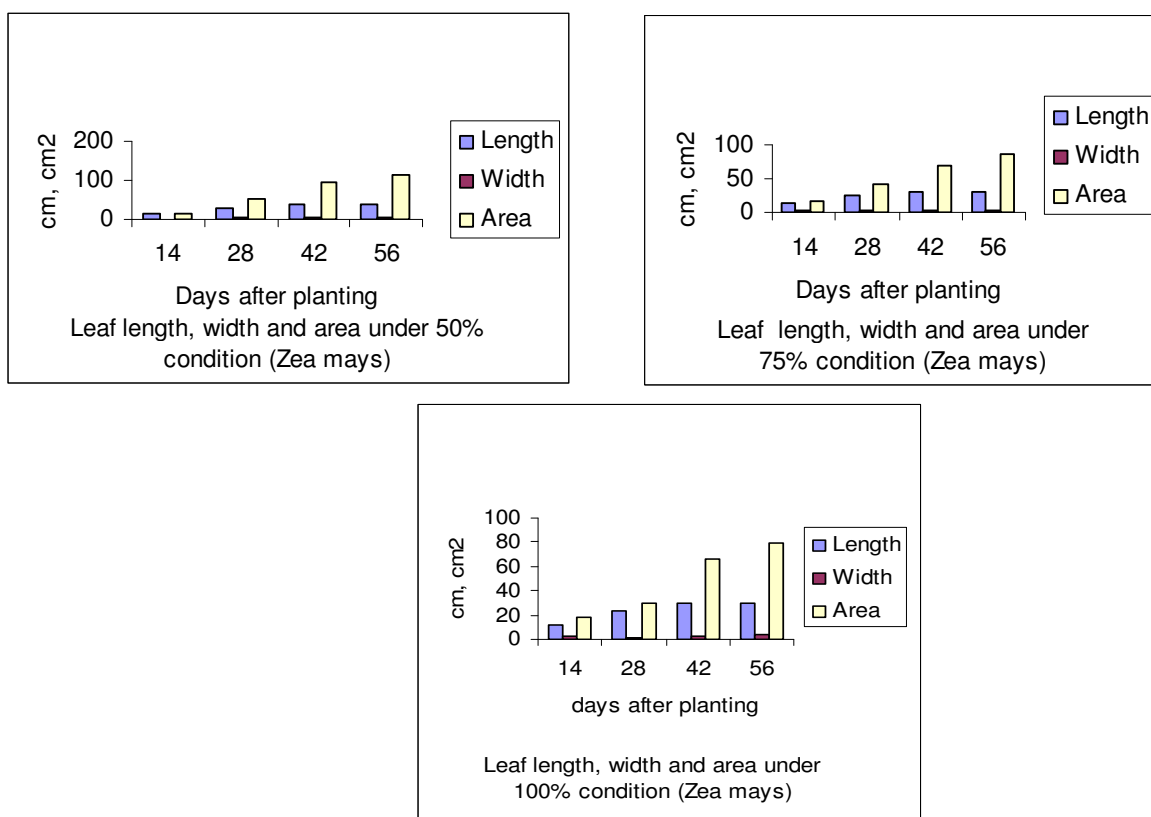 cm, cm2
200
100
0
14 28 42 56
Days after planting
Length
Width
Area
Leaf length, width and area under 50%
condition (Zea mays)
cm, cm2
100
50
0
14 28 42 56
Days after planting
Length
Width
Area
Leaf length, width and area under
75% condition (Zea mays)
cm, cm2
100
80
60
40
20
0
14 28 42 56
days after planting
Length
Width
Area
Leaf length, width and area under
100% condition (Zea mays)